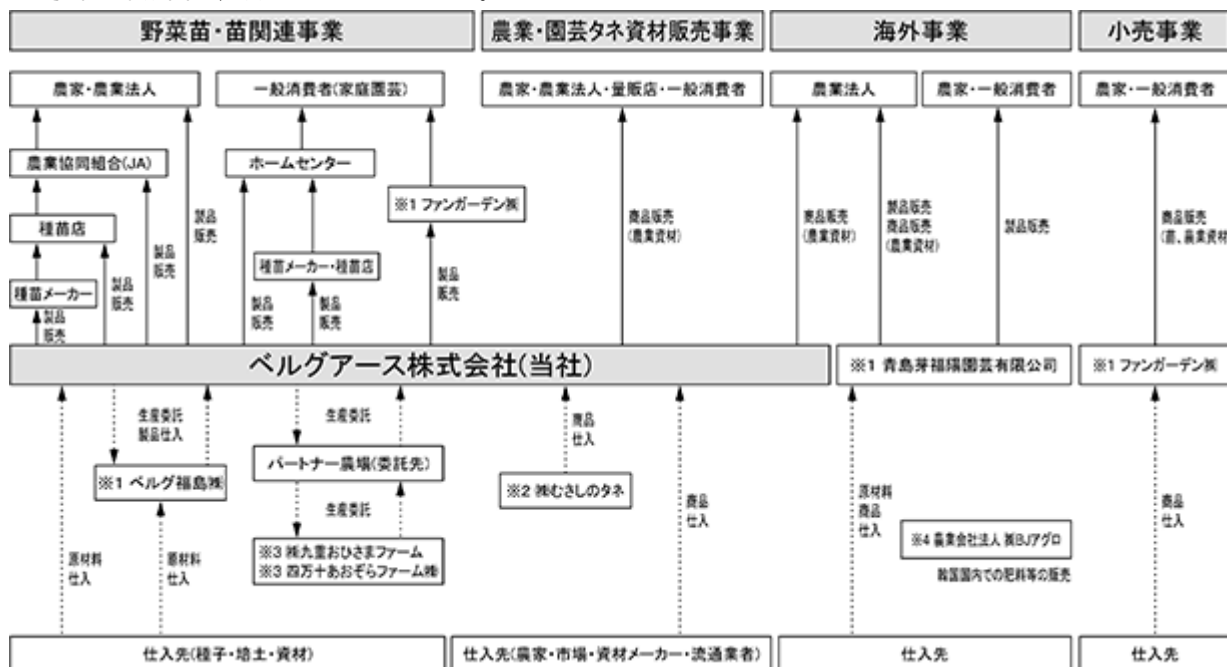 野菜苗・苗関連事業
農業・園芸タネ資材販売事業
海外事業
小売事業
農家・農業法人
一般消費者(家庭園芸)
農家・農業法人・量販店・一般消費者
農業法人
農家・一般消費者
農家・一般消費者
農業協同組合(JA)
ホームセンター
種苗店
※1 ファンガーデン㈱
種苗メーカー
種苗メーカー・種苗店
製品
販売
製品
販売
製品
販売
製品
販売
製品
販売
製品
販売
製品
販売
商品販売
(農業資材)
商品販売
(農業資材)
製品販売
商品販売
(農業資材)
製品販売
商品販売
(苗、農業資材
ベルグアース株式会社(当社)
※1 青島芽福陽園芸有限公司
※1 ファンガーデン㈱
生産委託
製品仕入
生産委託
商品
仕入
※1 ベルグ福島㈱
パートナー農場(委託先)
※2 ㈱むさしのタネ
生産委託
※3 ㈱九重おひさまファーム
※3 四万十あおぞらファーム㈱
原材料
仕入
原材料
仕入
商品
仕入
原材料
商品
仕入
※4 農業会社法人 ㈱BJアグロ
韓国国内での肥料等の販売
商品
仕入
仕入先(種子・培土・資材)
仕入先(農家・市場・資材メーカー・流通業者)
仕入先
仕入先